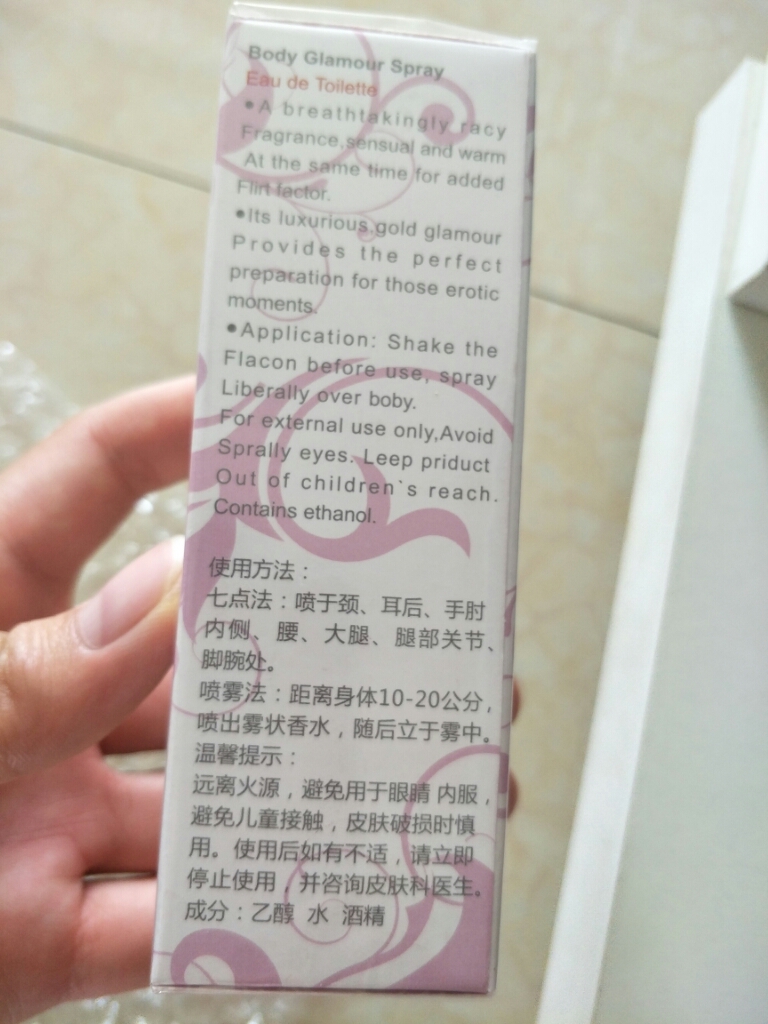 Body Glamour Spray
Eau de Toilette
•A breathtakingly racy
Fragrance,sensual and warm
At the same time for added
Flirt factor.
•Its luxurious,gold glamour
Provides the perfect
preparation for those erotic
moments.
•Application: Shake the
Flacon before use, spray
Liberally over boby.
For external use only,Avoid
Sprally eyes. Leep priduct
Out of children`s reach.
Contains ethanol.
使用方法：
七点法：喷于颈、耳后、手肘
内侧、腰、大腿、腿部关节、
脚腕处。
喷雾法：距离身体10-20公分，
喷出雾状香水，随后立于雾中。
温馨提示：
远离火源，避免用于眼睛 内服，
避免儿童接触，皮肤破损时慎
用。使用后如有不适，请立即
停止使用，并咨询皮肤科医生。
成分：乙醇 水 酒精